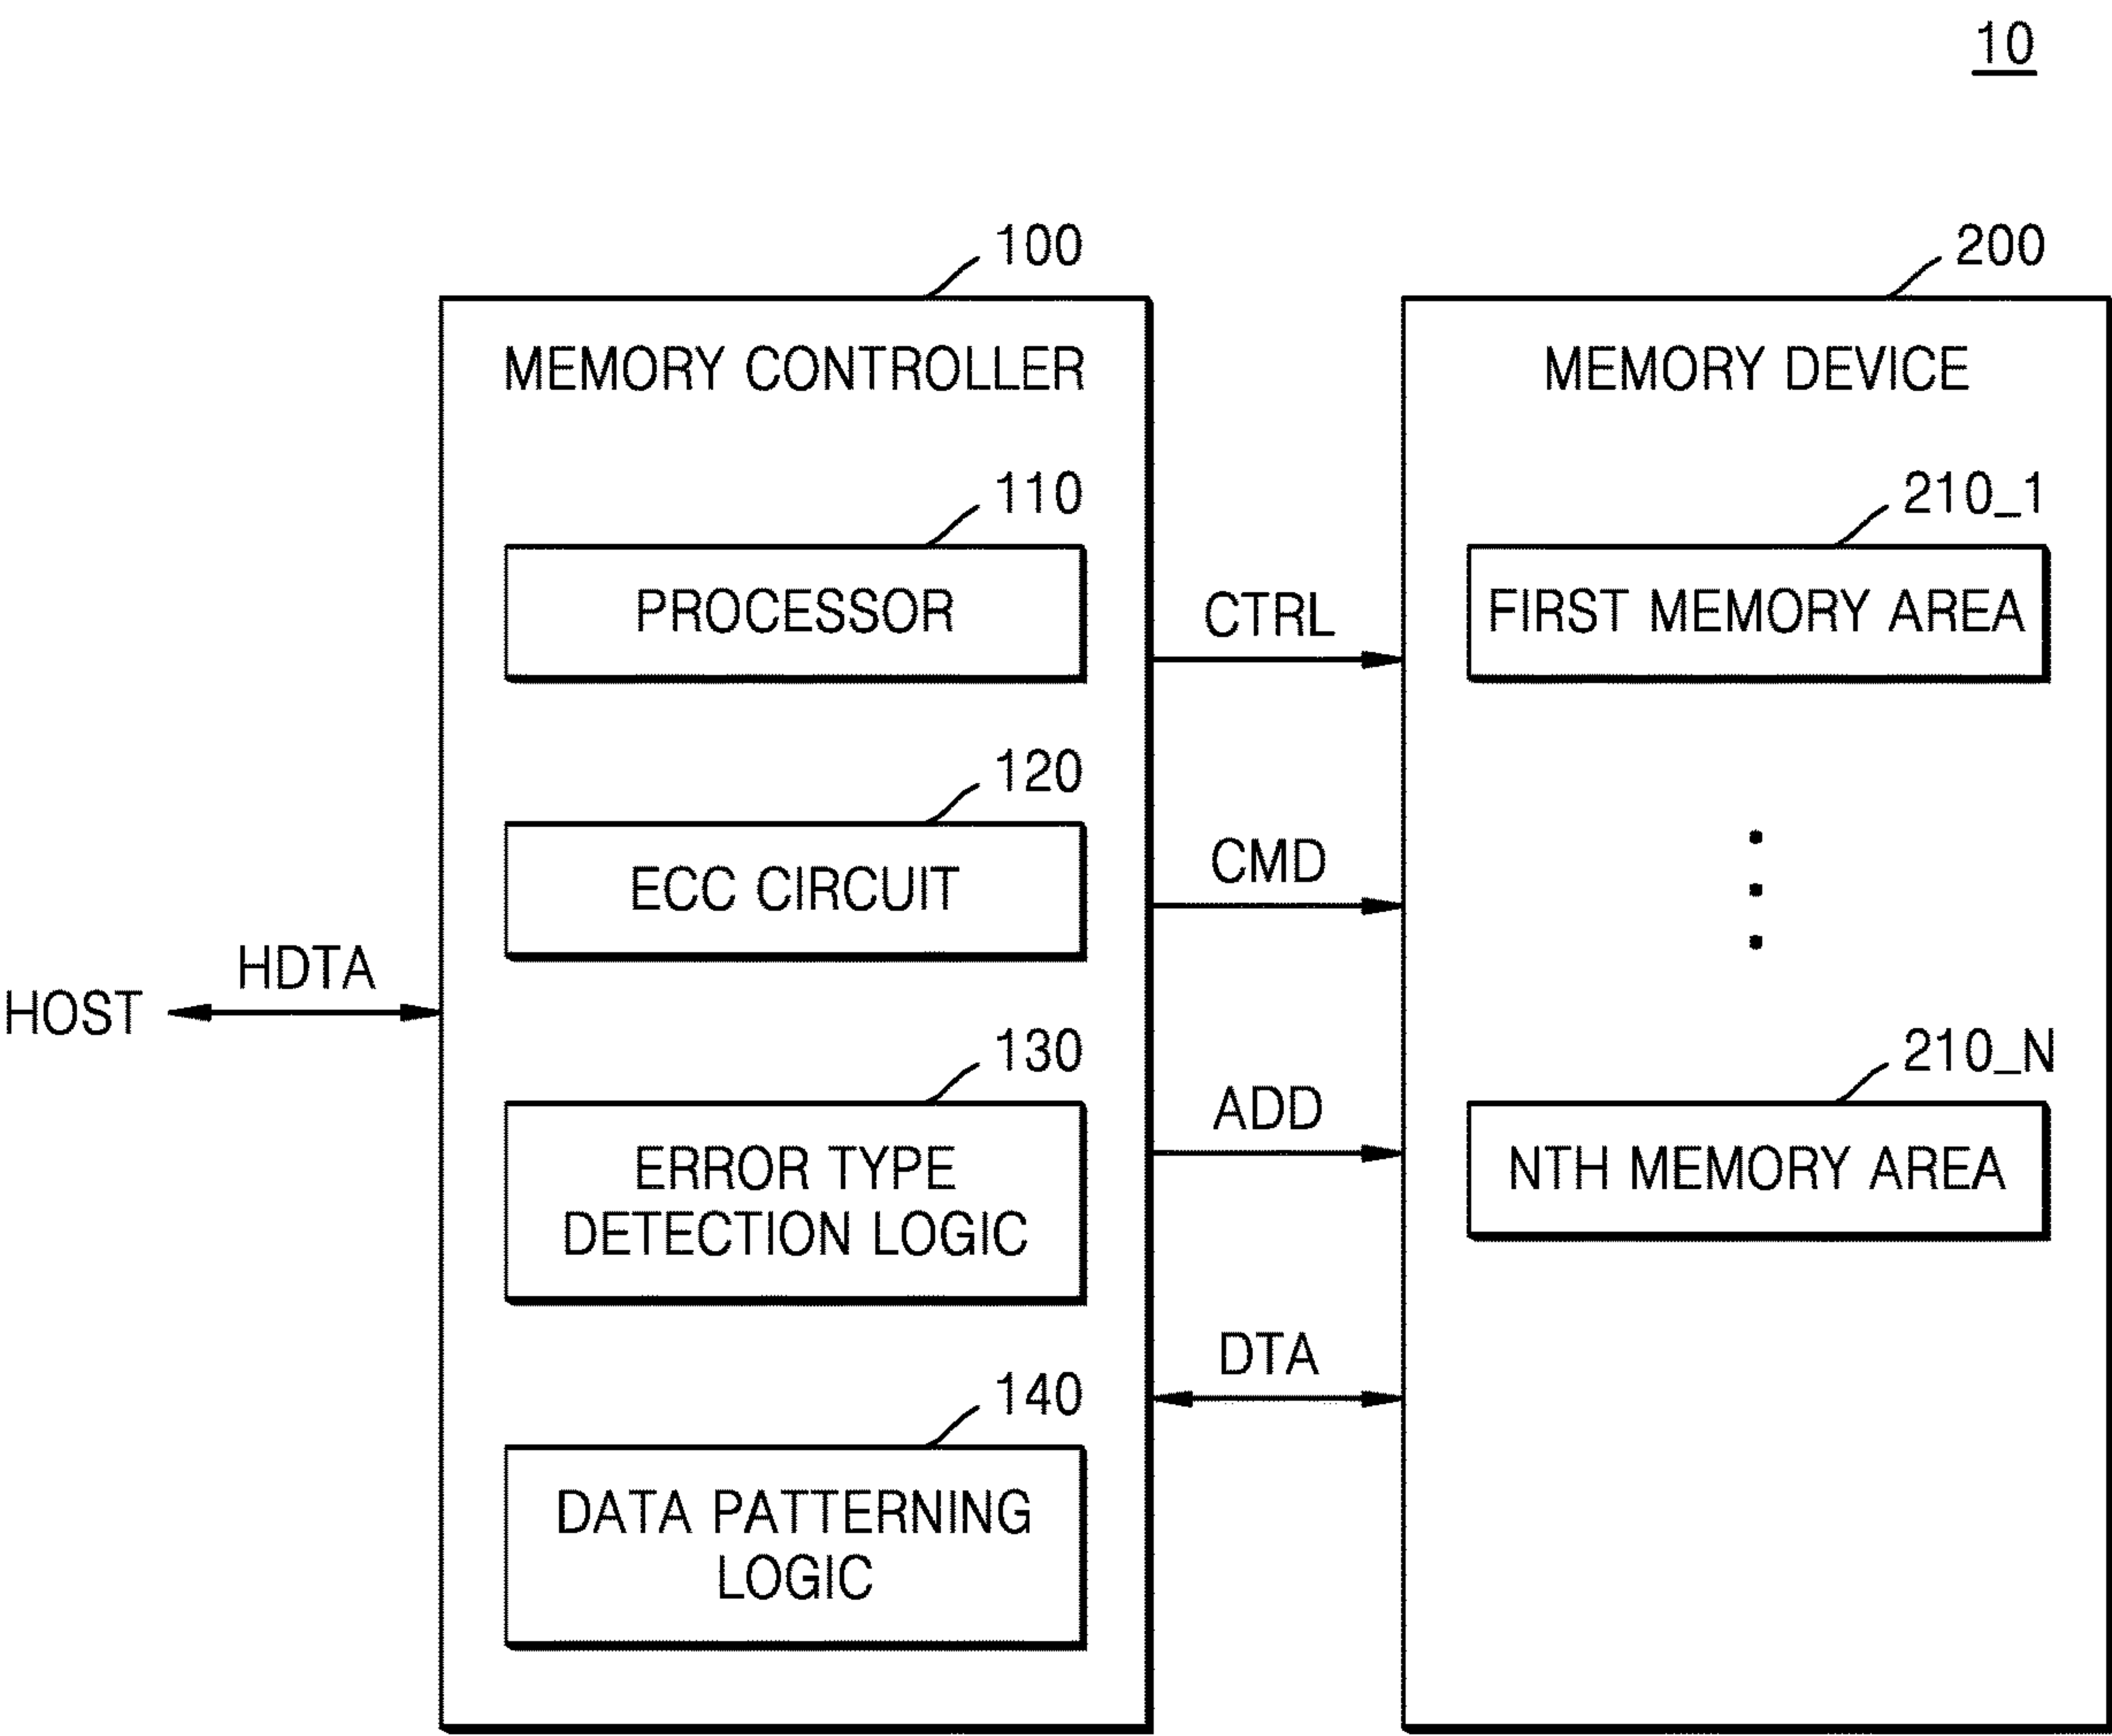 10
100
200
MEMORY CONTROLLER
MEMORY DEVICE
110
210_1
PROCESSOR
CTRL
FIRST MEMORY AREA
120
CMD
ECC CIRCUIT
HOST
HDTA
130
210_N
ADD
ERROR TYPE
DETECTION LOGIC
NTH MEMORY AREA
DTA
140
DATA PATTERNING
LOGIC